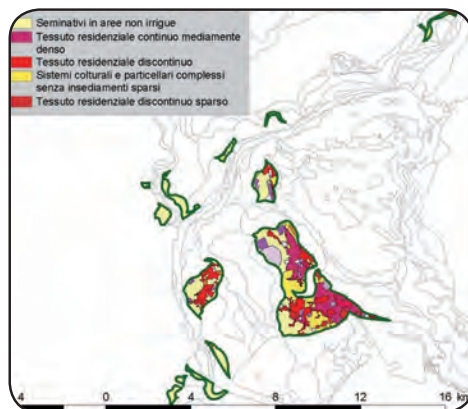 Seminativi in aree non irrigue
Tessuto residenziale continuo mediamente
denso
Tessuto residenziale discontinuo
Sistemi colturali e particellari complessi
senza insediamenti sparsi
Tessuto residenziale discontinuo sparso
4 0 4 8 12 16 km